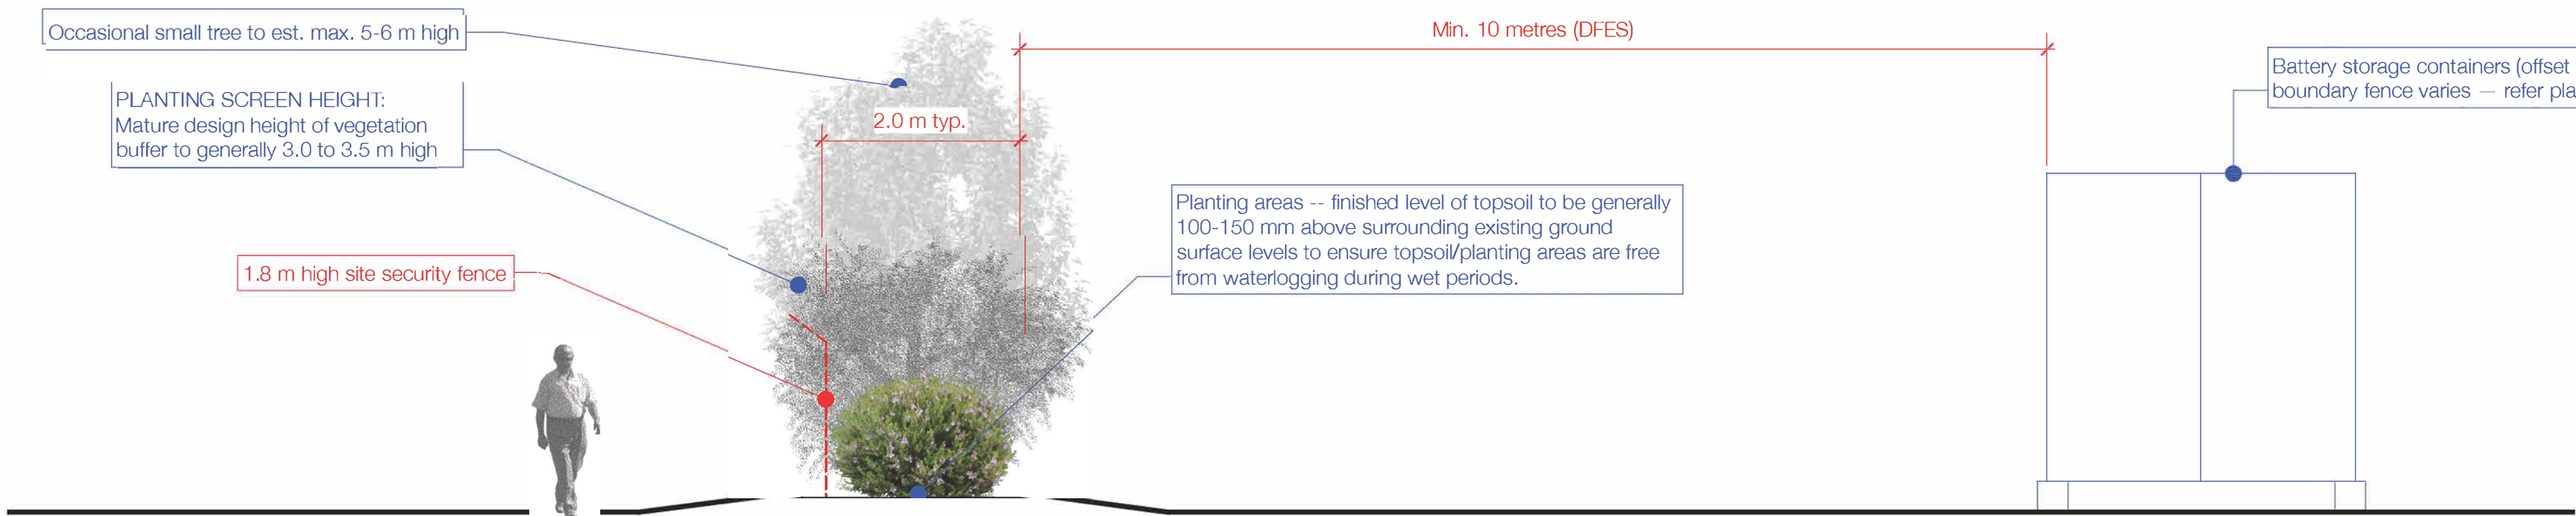 Occasional small tree to est. max. 5-6 m high
PLANTING SCREEN HEIGHT:
Mature design height of vegetation
buffer to generally 3.0 to 3.5 m high
1.8 m high site security fence
2.0 m typ.
Min. 10 metres (DFES)
Planting areas -- finished level of topsoil to be generally
100-150 mm above surrounding existing ground
surface levels to ensure topsoil/planting areas are free
from waterlogging during wet periods.
Battery storage containers (offset
boundary fence varies — refer